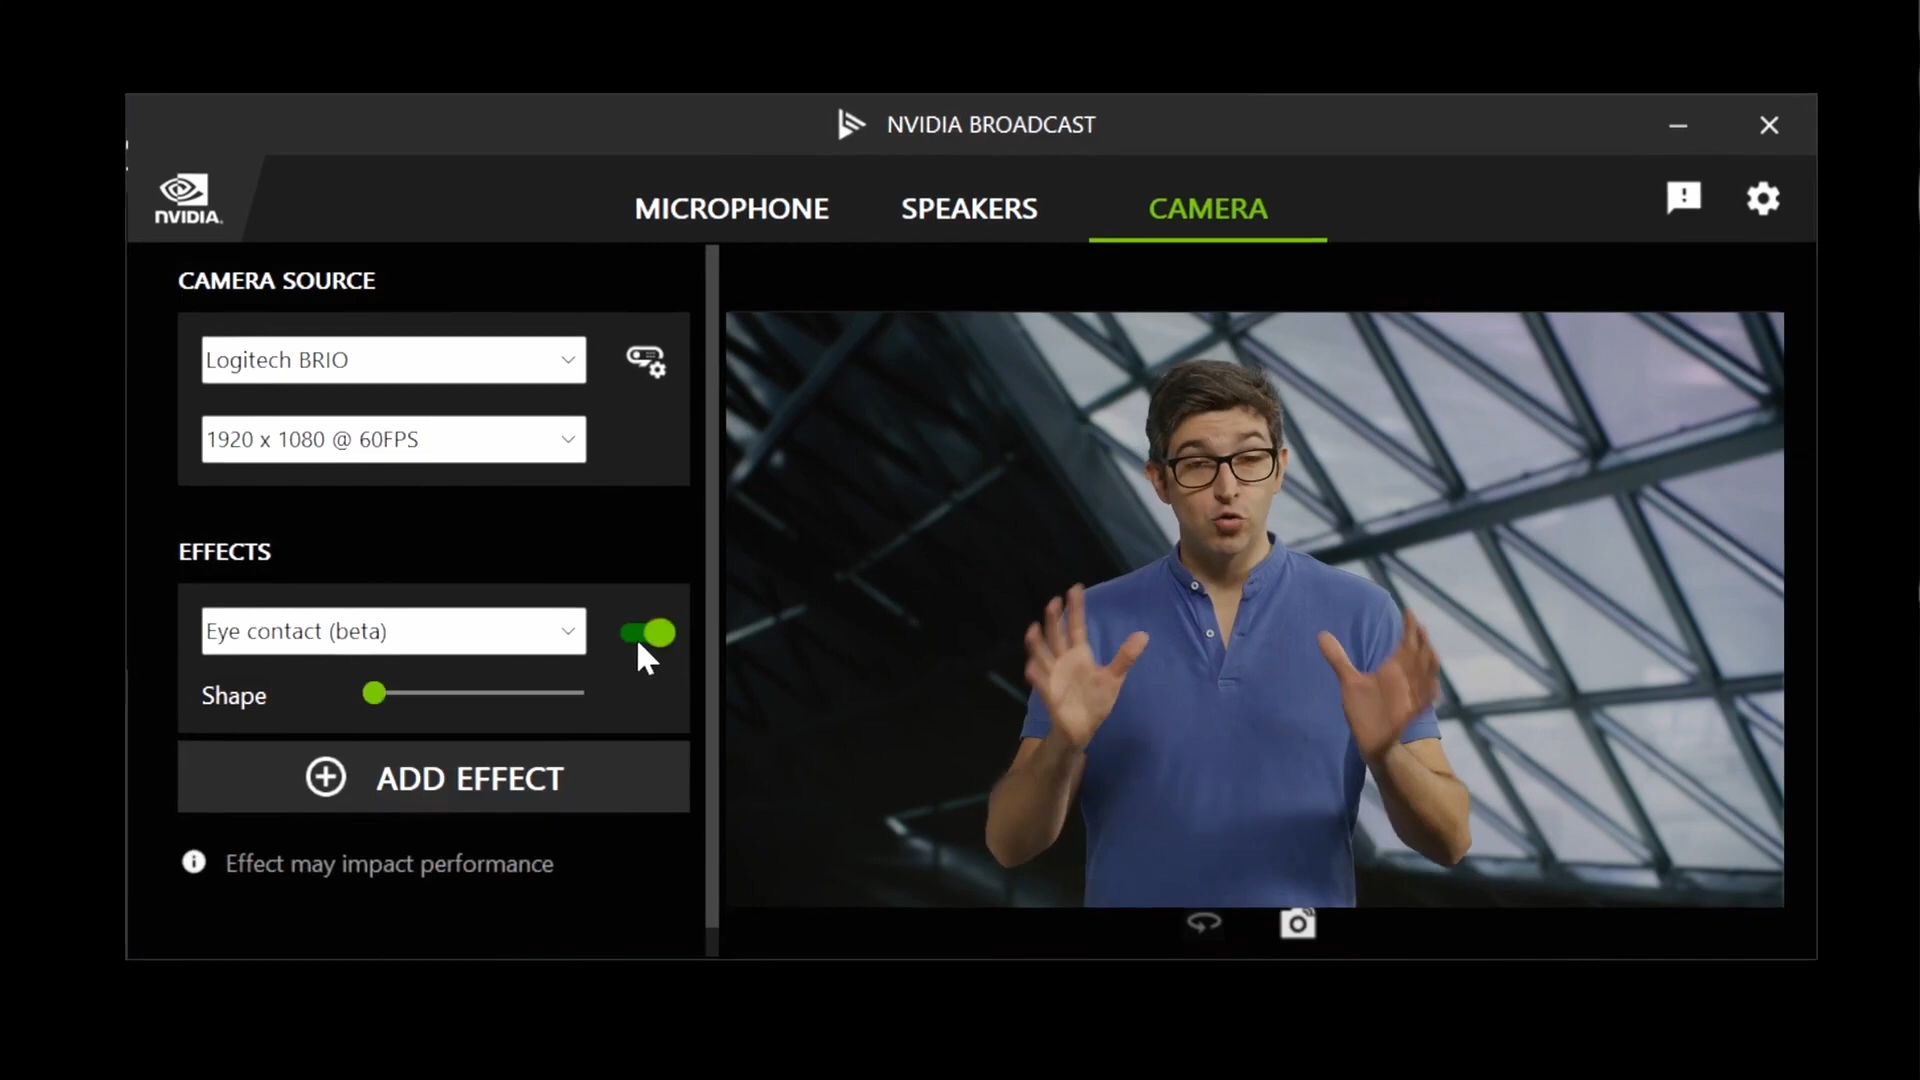 NVIDIA BROADCAST
NVIDIA.
MICROPHONE
SPEAKERS
CAMERA
CAMERA SOURCE
Logitech BRIO
1920 x 1080 @ 60FPS
EFFECTS
Eye contact (beta)
Shape
ADD EFFECT
Effect may impact performance